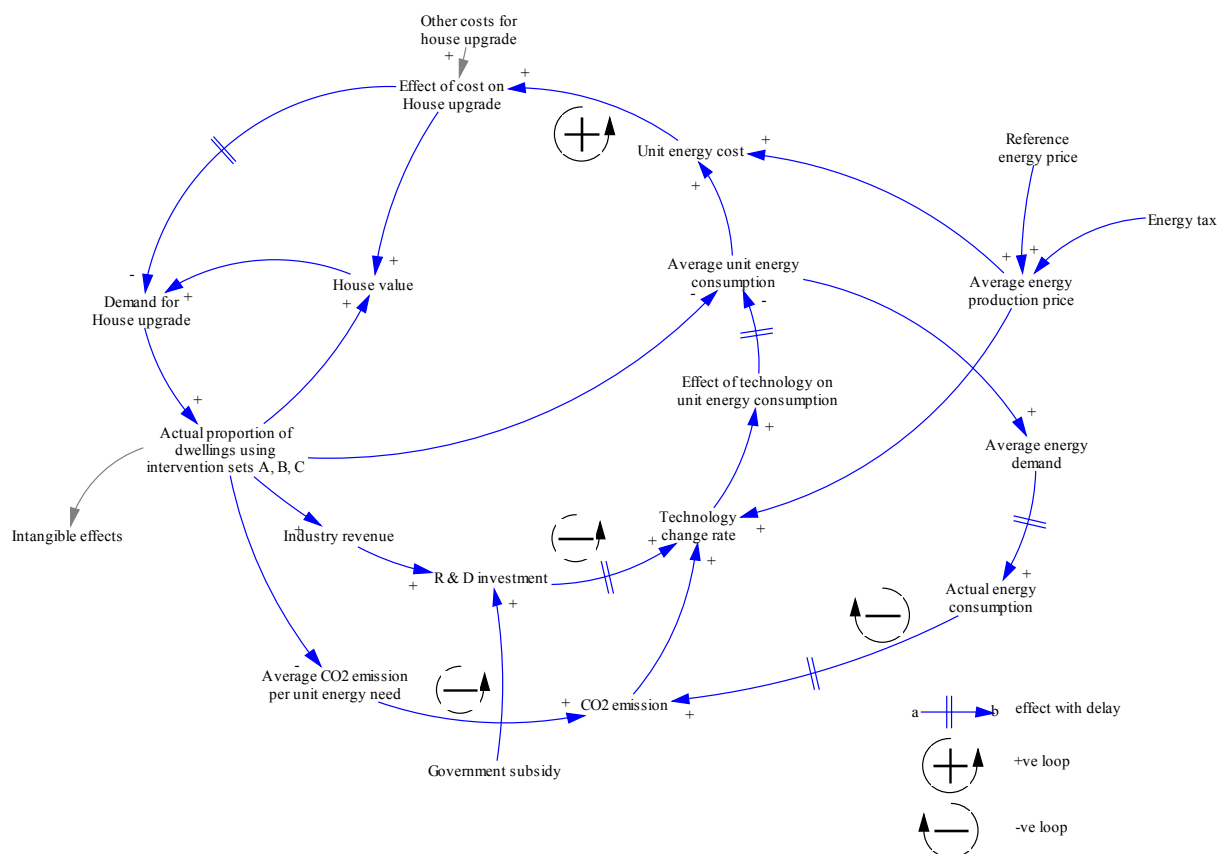 Other costs for
house upgrade
+
+
Effect of cost on
House upgrade
Unit energy cost
+
+
Reference
energy price
Energy tax
-
+
Demand for
House upgrade
+
House value
+
Average unit energy
consumption
-
-
+
+
Average energy
production price
Effect of technology on
unit energy consumption
+
+
Average energy
demand
+
Actual proportion of
dwellings using
intervention sets A, B, C
Intangible effects
+
Industry revenue
Technology
change rate
+
+
+
R & D investment
+
+
Actual energy
consumption
+
-
Average CO2 emission
per unit energy need
+
CO2 emission
+
Government subsidy
a
b
effect with delay
+ve loop
-ve loop